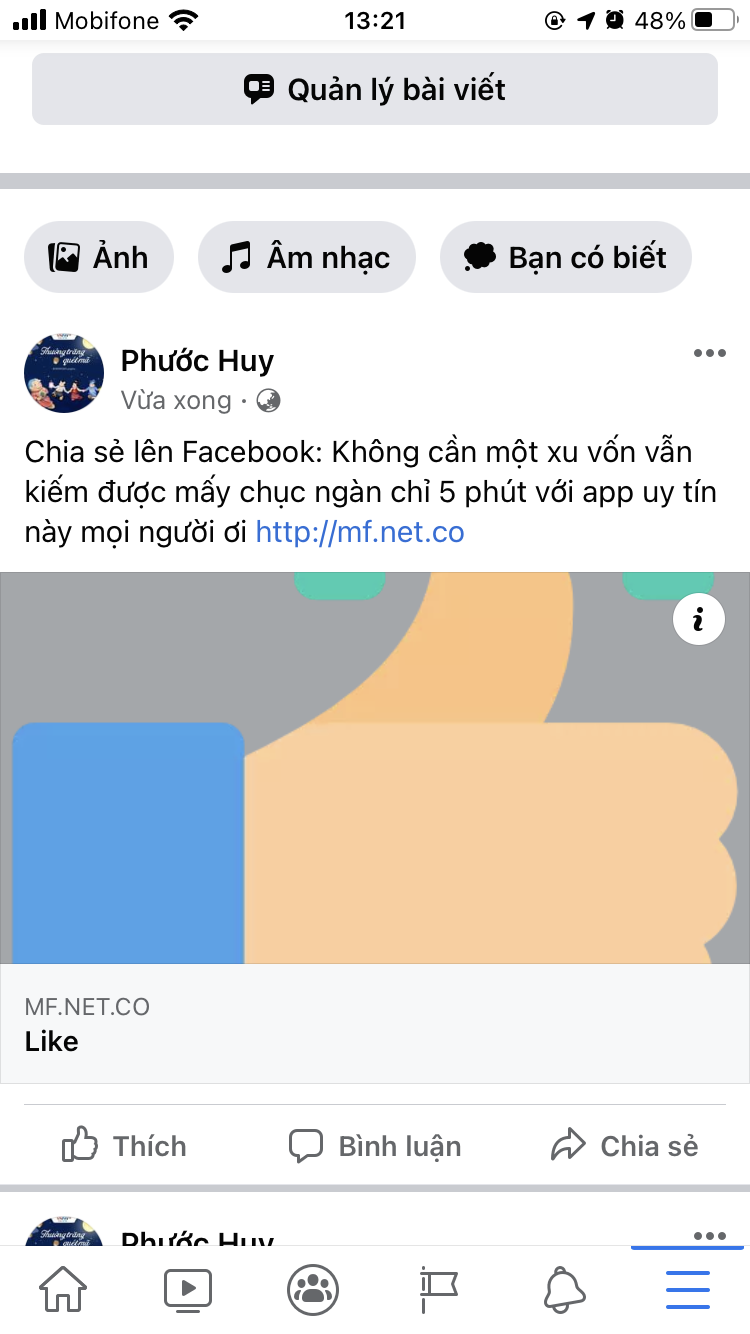 Mobifone
13:21
48%
Quản lý bài viết
Ảnh
Âm nhạc
Bạn có biết
Phước Huy
Vừa xong ·
Chia sẻ lên Facebook: Không cần một xu vốn vẫn
kiếm được mấy chục ngàn chỉ 5 phút với app uy tín
này mọi người ơi http://mf.net.co
MF.NET.CO
Like
Thích
Bình luận
Chia sẻ
Phước Huy